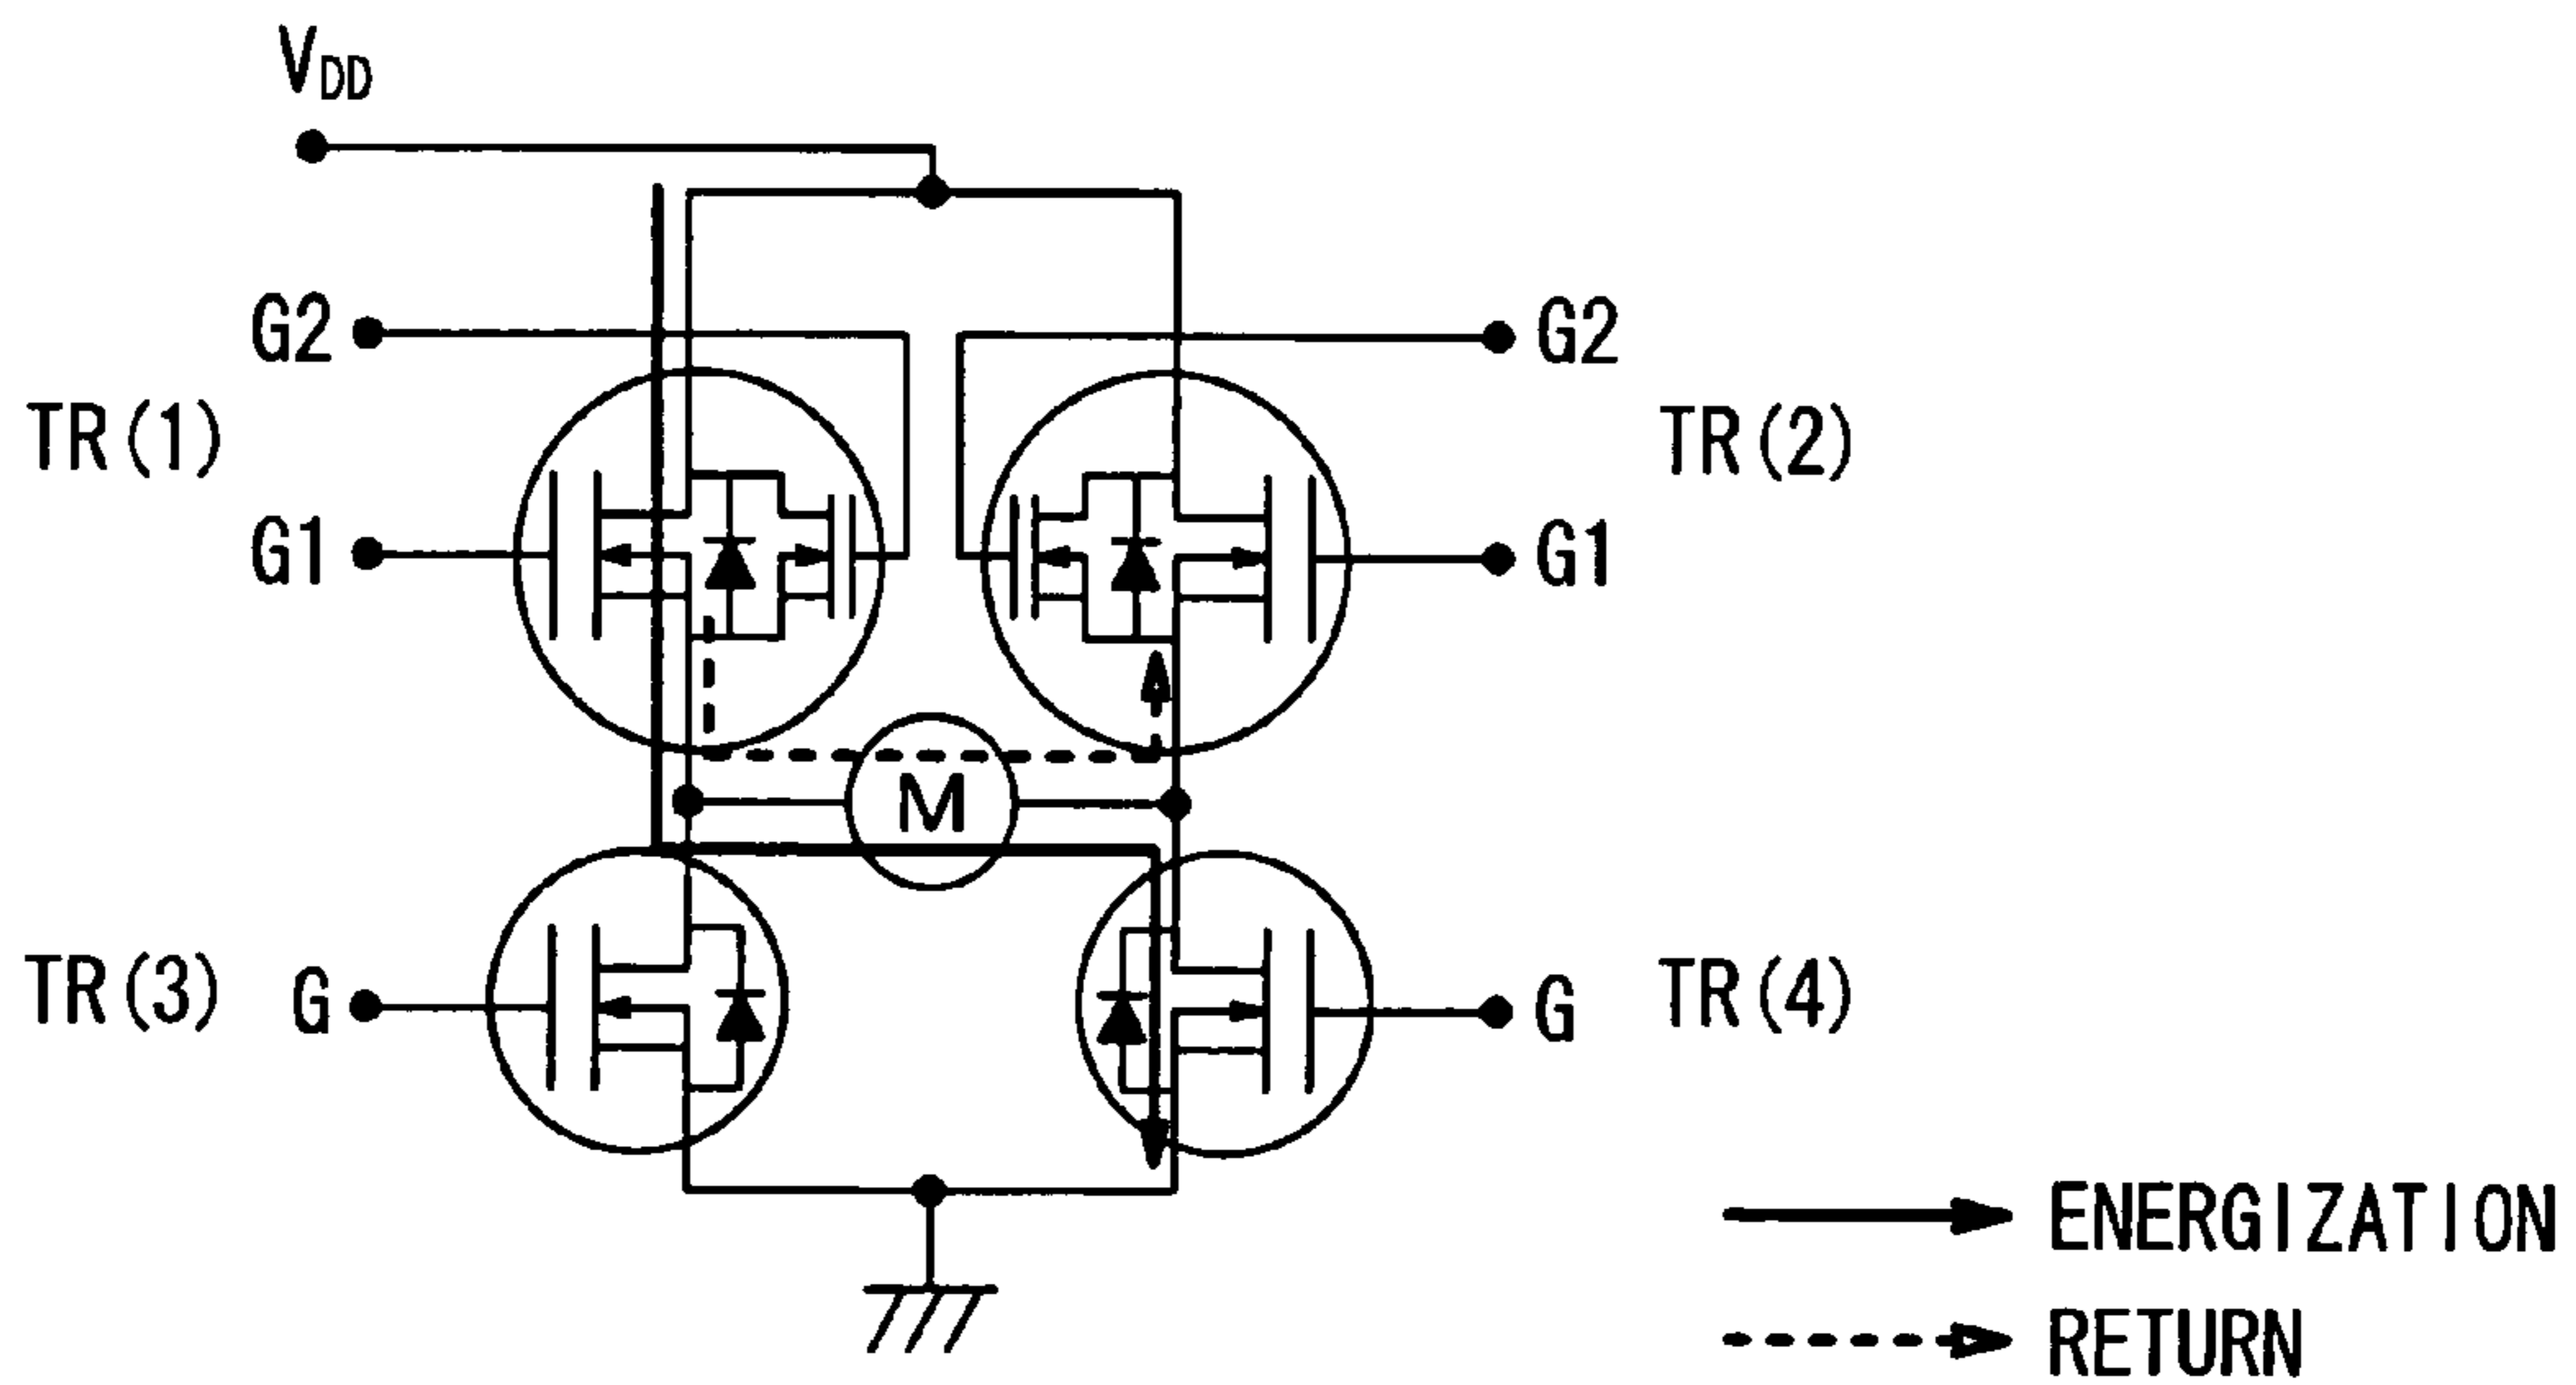 VDD
G2
G2
TR(1)
TR(2)
G1
G1
M
TR(3)
G
G
TR(4)
ENERGIZATION
RETURN